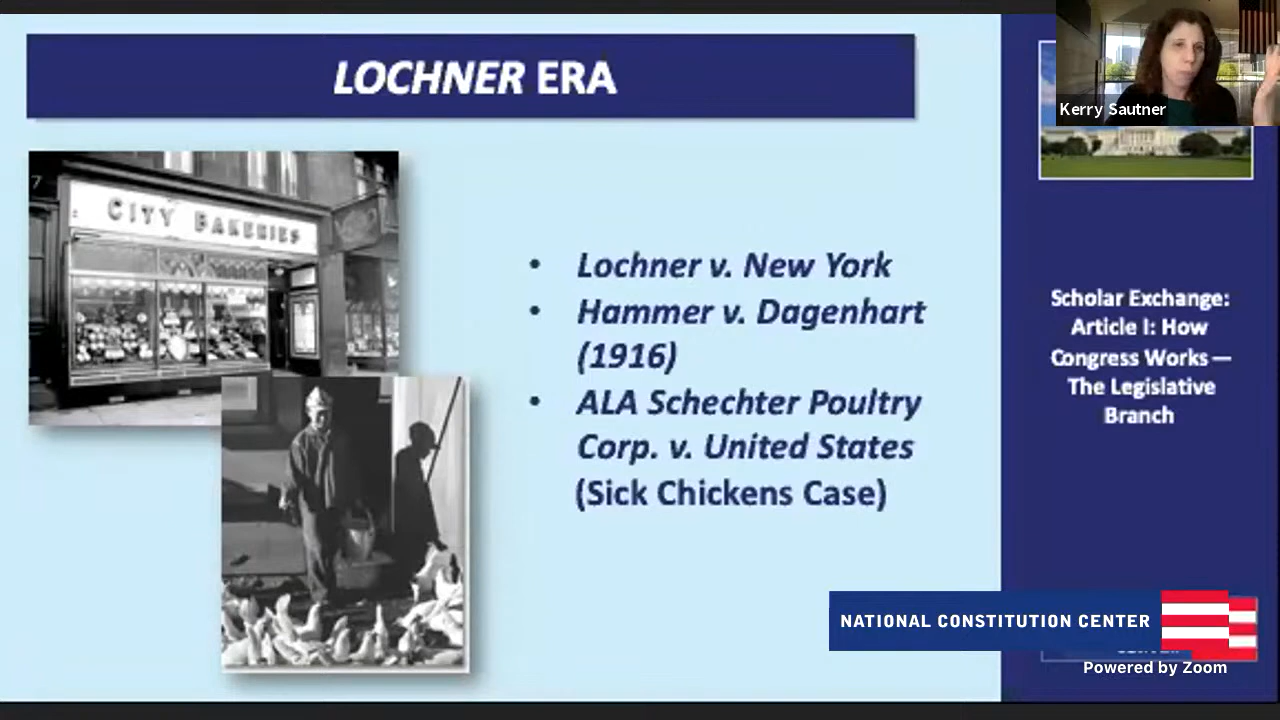 LOCHNER ERA
Kerry Sautner
7
CITY BAKERIES
• Lochner v. New York
• Hammer v. Dagenhart
(1916)
• ALA Schechter Poultry
Corp. v. United States
(Sick Chickens Case)
Scholar Exchange:
Article I: How
Congress Works —
The Legislative
Branch
NATIONAL CONSTITUTION CENTER
Powered by Zoom